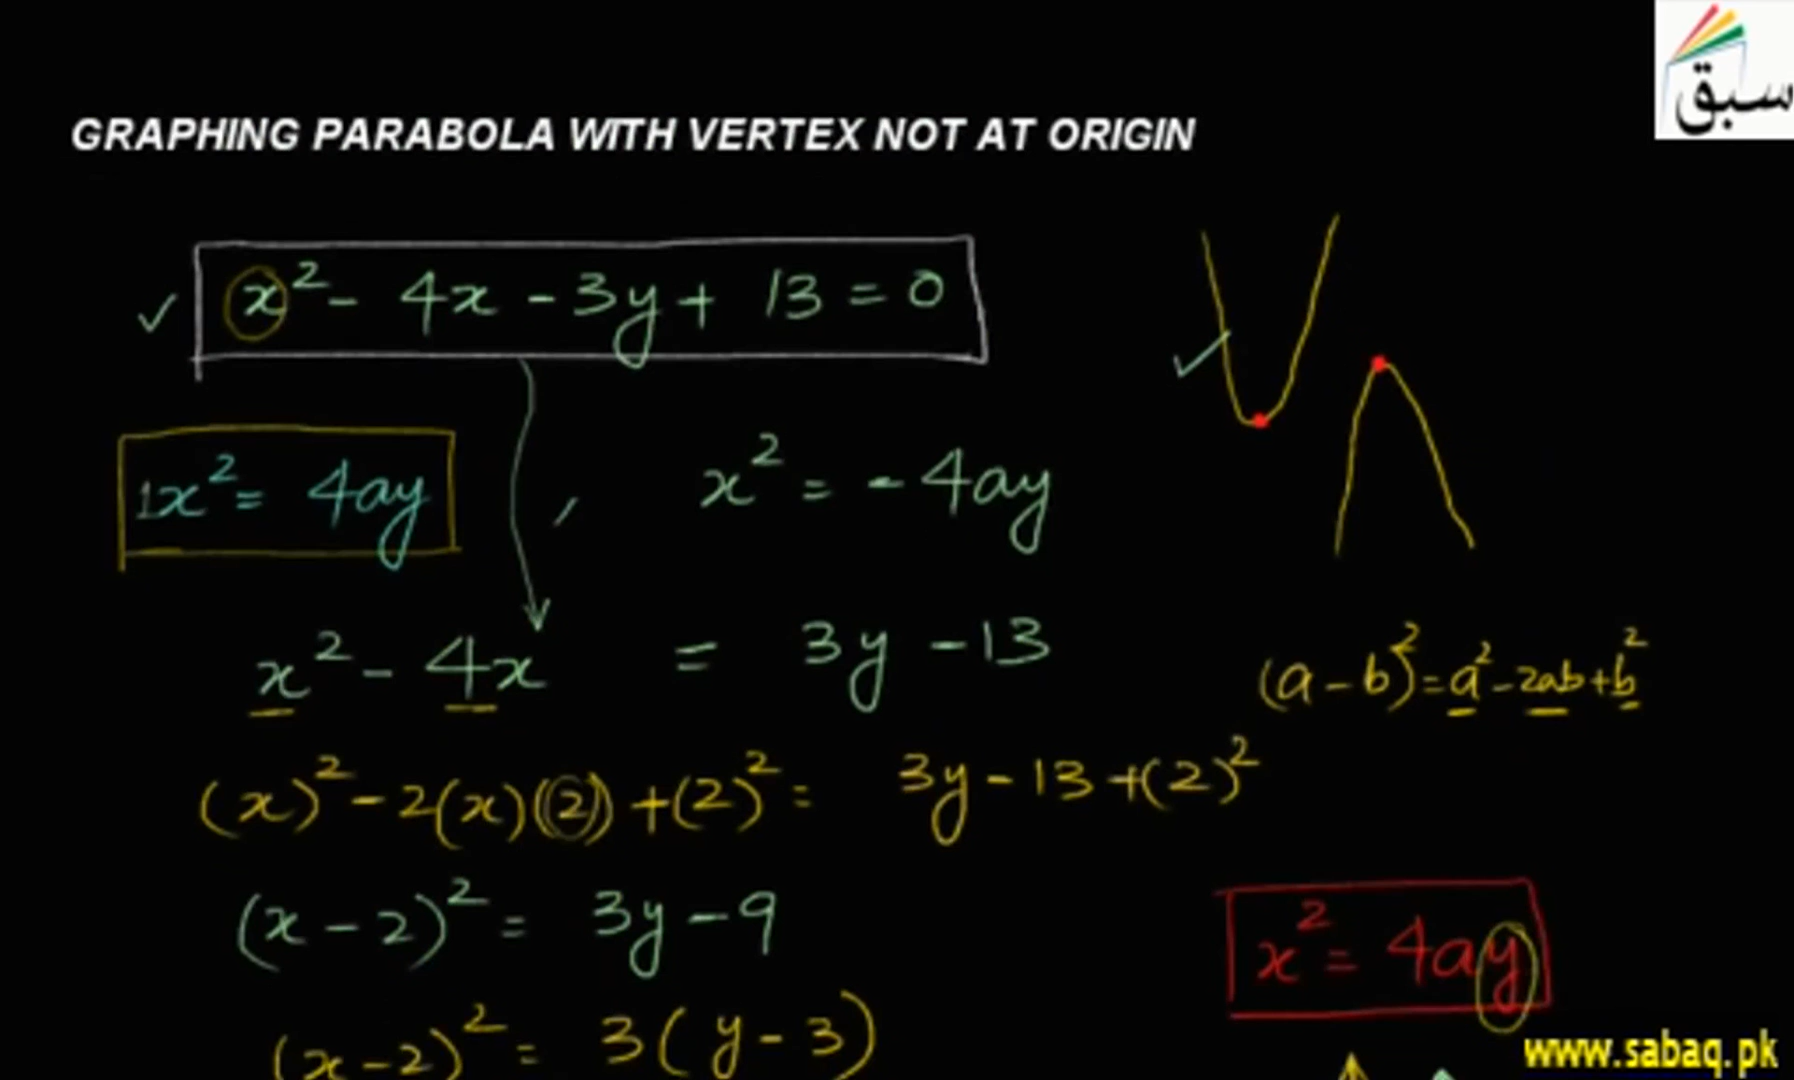 سبق
GRAPHING PARABOLA WITH VERTEX NOT AT ORIGIN
x² - 4x - 3y + 13 = 0
1x² = 4ay , x² = - 4ay
x² - 4x = 3y - 13
(a - b)² = a² - 2ab + b²
(x)² - 2(x)(2) + (2)² = 3y - 13 + (2)²
(x - 2)² = 3y - 9
x² = 4ay
(x - 2)² = 3(y - 3)
www.sabaq.pk